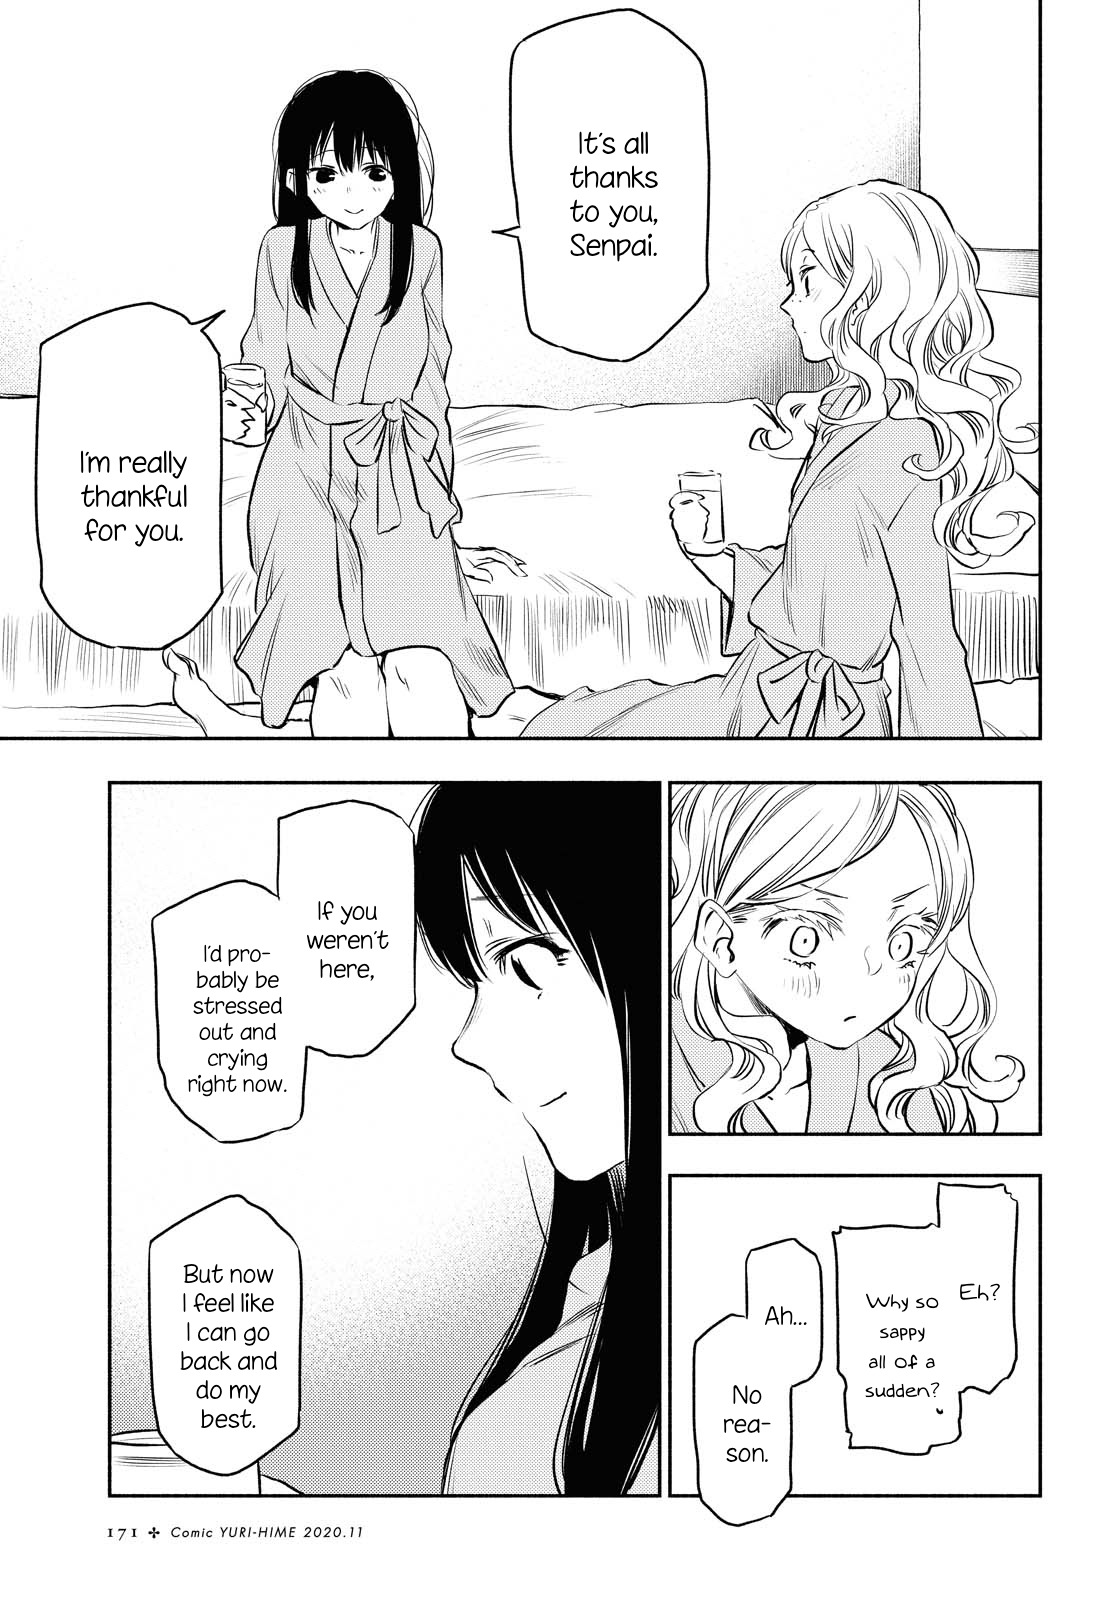 It's all
thanks
to you,
Senpai.
I'm really
thankful
for you.
If you
weren't
here,
I'd pro-
bably be
stressed
out and
crying
right now.
But now
I feel like
I can go
back and
do my
best.
Eh?
Why so
sappy
all of a
sudden?
Ah...
No
rea-
son.
171 ✢ Comic YURI-HIME 2020.11